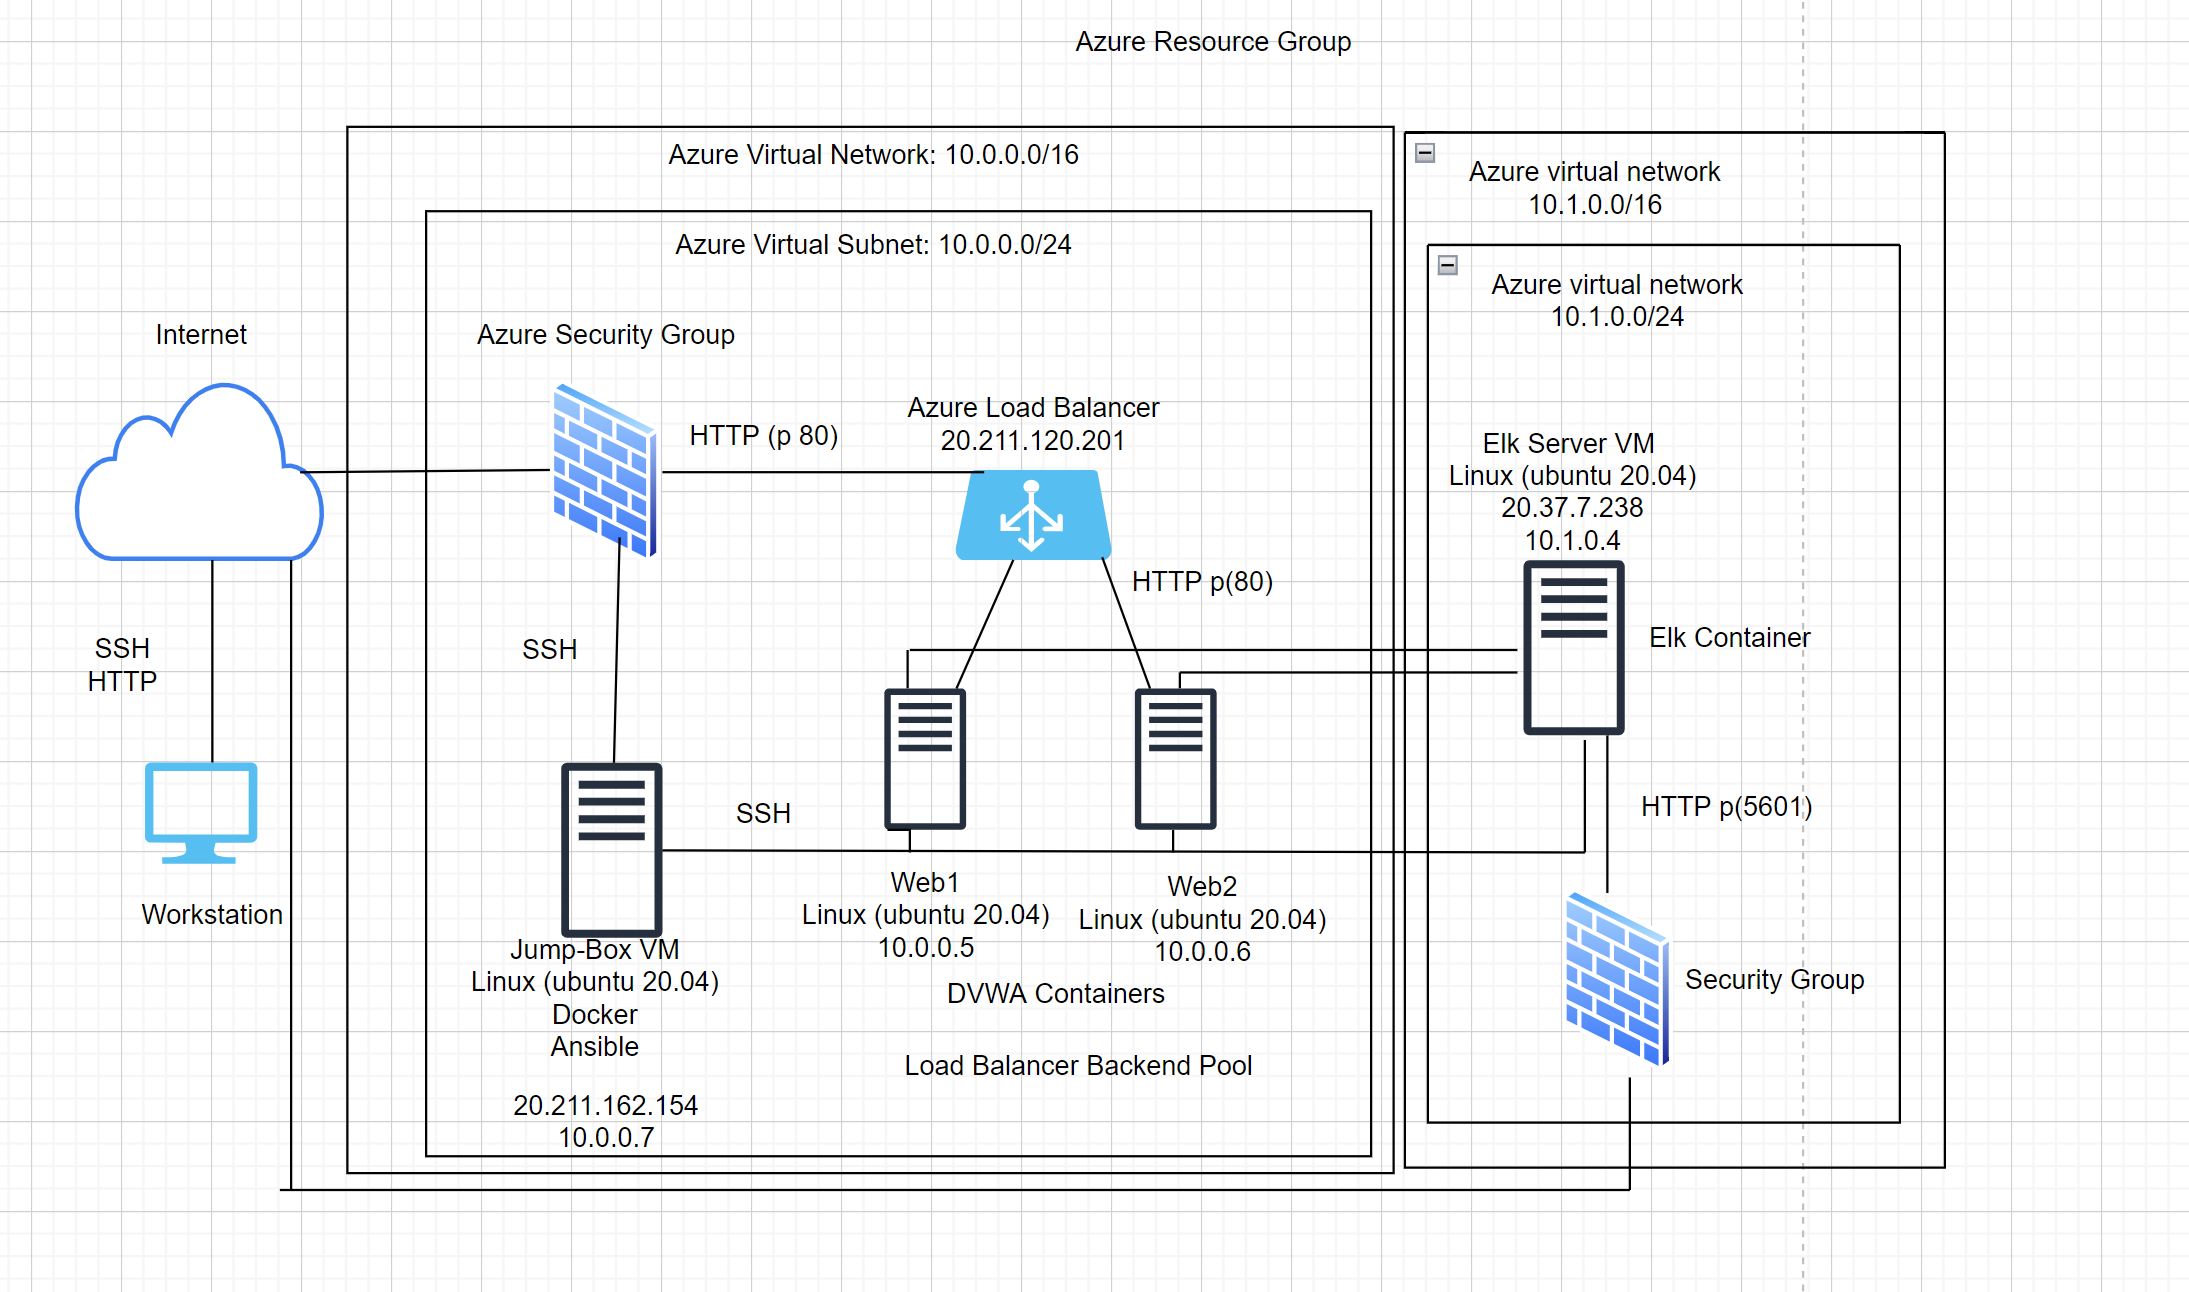 Azure Resource Group
Azure Virtual Network: 10.0.0.0/16
Azure virtual network
10.1.0.0/16
Azure Virtual Subnet: 10.0.0.0/24
Azure virtual network
10.1.0.0/24
Internet
Azure Security Group
HTTP (p 80)
Azure Load Balancer
20.211.120.201
Elk Server VM
Linux (ubuntu 20.04)
20.37.7.238
10.1.0.4
HTTP p(80)
SSH
HTTP
SSH
Elk Container
SSH
HTTP p(5601)
Workstation
Web1
Linux (ubuntu 20.04)
10.0.0.5
Web2
Linux (ubuntu 20.04)
10.0.0.6
Jump-Box VM
Linux (ubuntu 20.04)
Docker
Ansible
20.211.162.154
10.0.0.7
DVWA Containers
Security Group
Load Balancer Backend Pool